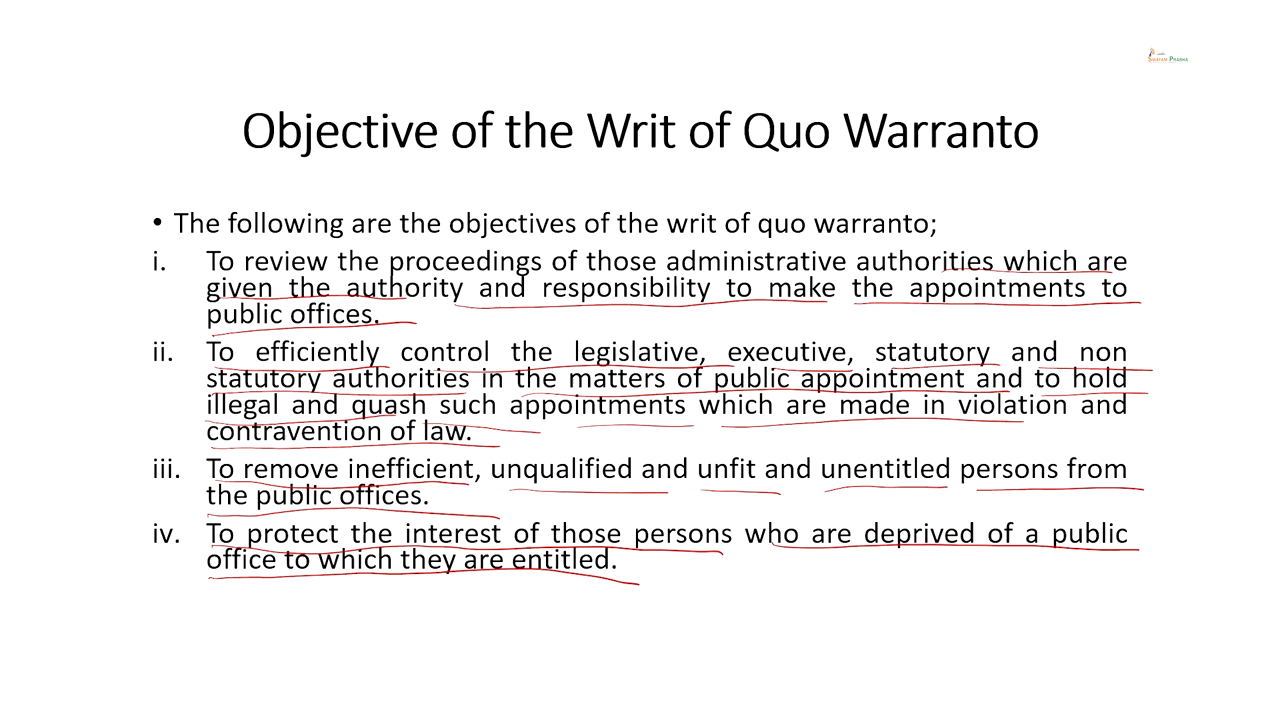 Swayam Prabha
Objective of the Writ of Quo Warranto
• The following are the objectives of the writ of quo warranto;
i. To review the proceedings of those administrative authorities which are
given the authority and responsibility to make the appointments to
public offices.
ii. To efficiently control the legislative, executive, statutory and non
statutory authorities in the matters of public appointment and to hold
illegal and quash such appointments which are made in violation and
contravention of law.
iii. To remove inefficient, unqualified and unfit and unentitled persons from
the public offices.
iv. To protect the interest of those persons who are deprived of a public
office to which they are entitled.